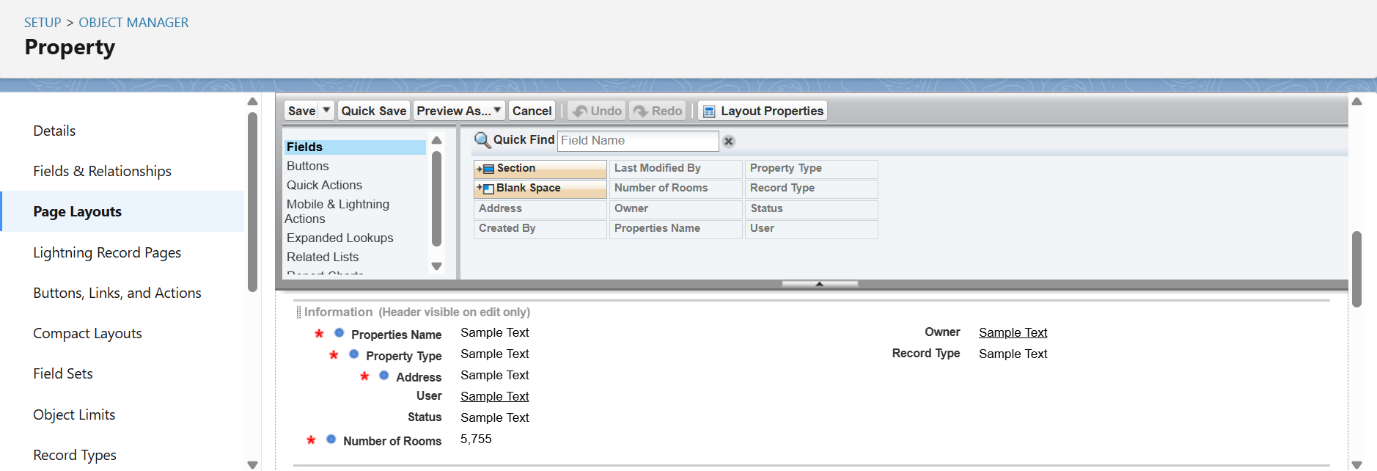 SETUP > OBJECT MANAGER
Property
Details
Fields & Relationships
Page Layouts
Lightning Record Pages
Buttons, Links, and Actions
Compact Layouts
Field Sets
Object Limits
Record Types
Save Quick Save Preview As... Cancel Undo Redo Layout Properties
Fields
Buttons
Quick Actions
Mobile & Lightning
Actions
Expanded Lookups
Related Lists
Report Charts
Quick Find Field Name
Section Last Modified By Property Type
Blank Space Number of Rooms Record Type
Address Owner Status
Created By Properties Name User
Information (Header visible on edit only)
* Properties Name Sample Text Owner Sample Text
* Property Type Sample Text Record Type Sample Text
* Address Sample Text
User Sample Text
Status Sample Text
* Number of Rooms 5,755